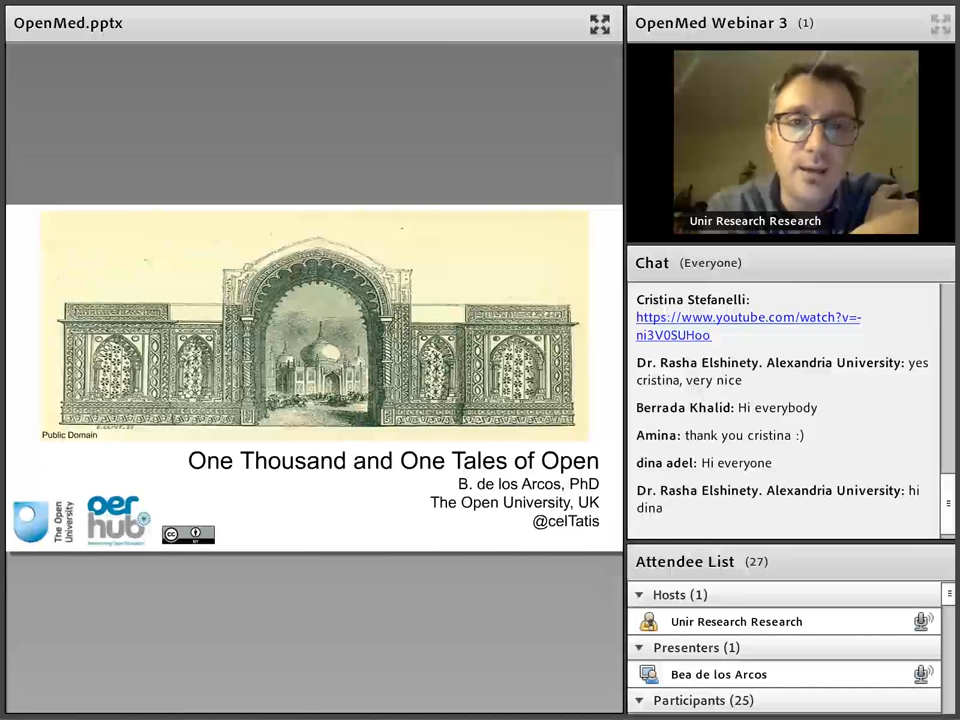 OpenMed.pptx
Public Domain
One Thousand and One Tales of Open
B. de los Arcos, PhD
The Open University, UK
@celTatis
The Open
University
oer
hub
cc
OpenMed Webinar 3 (1)
Unir Research Research
Chat (Everyone)
Cristina Stefanelli:
https://www.youtube.com/watch?v=-
ni3V0SUHoo
Dr. Rasha Elshinety. Alexandria University: yes
cristina, very nice
Berrada Khalid: Hi everybody
Amina: thank you cristina :)
dina adel: Hi everyone
Dr. Rasha Elshinety. Alexandria University: hi
dina
Attendee List (27)
Hosts (1)
Unir Research Research
Presenters (1)
Bea de los Arcos
Participants (25)